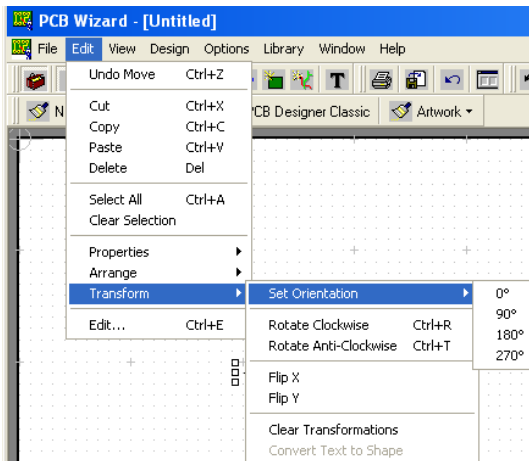 PCB Wizard - [Untitled]
File Edit View Design Options Library Window Help
T
N PCB Designer Classic Artwork
Undo Move Ctrl+Z
Cut Ctrl+X
Copy Ctrl+C
Paste Ctrl+V
Delete Del
Select All Ctrl+A
Clear Selection
Properties
Arrange
Transform
Edit... Ctrl+E
Set Orientation
Rotate Clockwise Ctrl+R
Rotate Anti-Clockwise Ctrl+T
Flip X
Flip Y
Clear Transformations
Convert Text to Shape
0°
90°
180°
270°